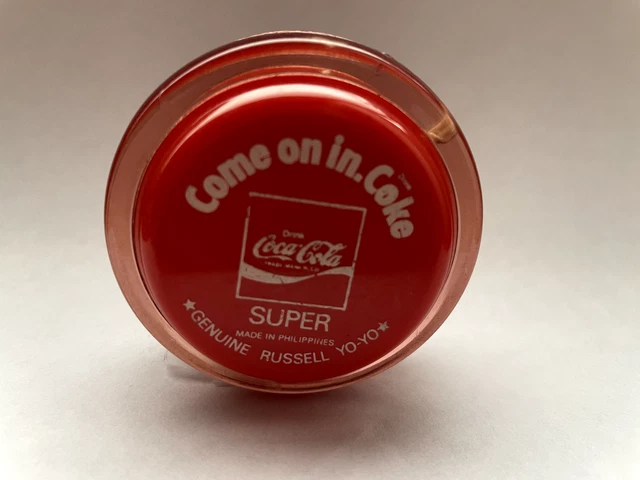 Come on in. Coke
Drink
Coca-Cola
SUPER
MADE IN PHILIPPINES
★GENUINE RUSSELL YO-YO★